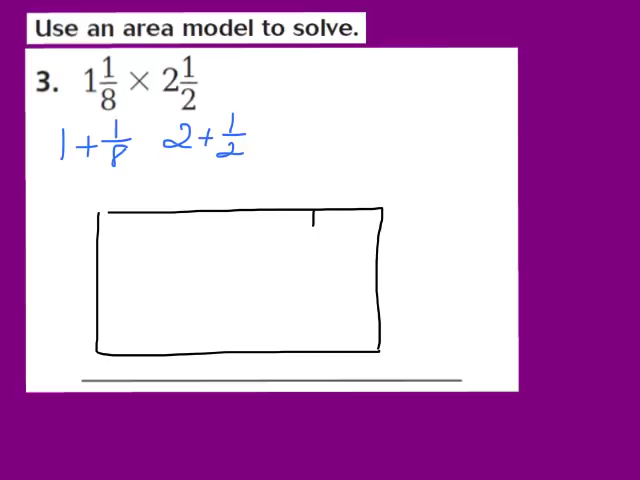 Use an area model to solve.
3. 1 1/8 × 2 1/2
1 + 1/8 2 + 1/2